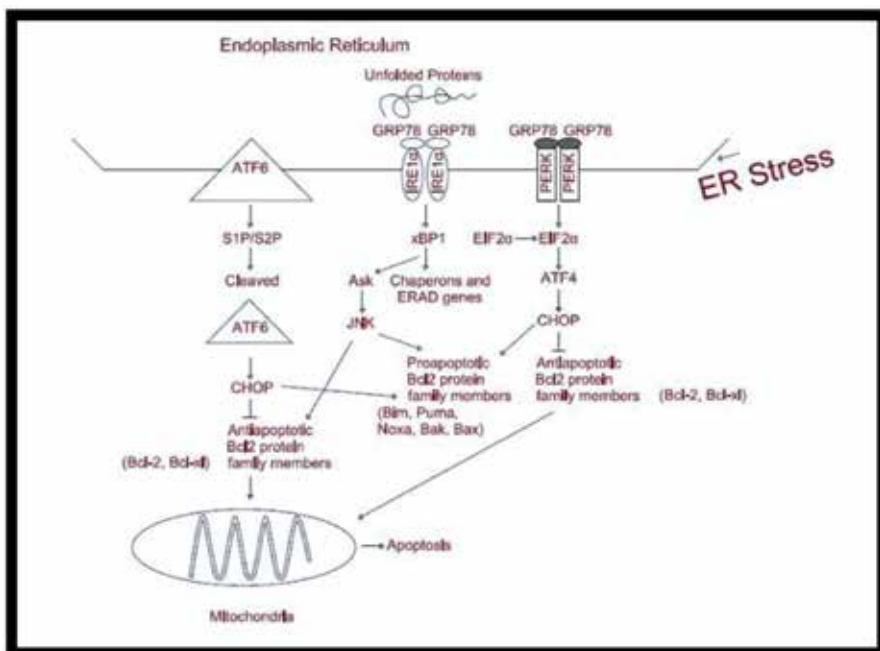 Endoplasmic Reticulum
Unfolded Proteins
GRP78 GRP78
GRP78 GRP78
ATF6
IRE1α
IRE1α
PERK
PERK
ER Stress
S1P/S2P
xBP1
EIF2α
EIF2α
Cleaved
Ask
Chaperons and
ERAD genes
ATF4
ATF6
JNK
CHOP
Proapoptotic
Bcl2 protein
family members
(Bim, Puma,
Noxa, Bak, Bax)
Antiapoptotic
Bcl2 protein
family members
(Bcl-2, Bcl-xl)
CHOP
Antiapoptotic
Bcl2 protein
family members
(Bcl-2, Bcl-xl)
Apoptosis
Mitochondria